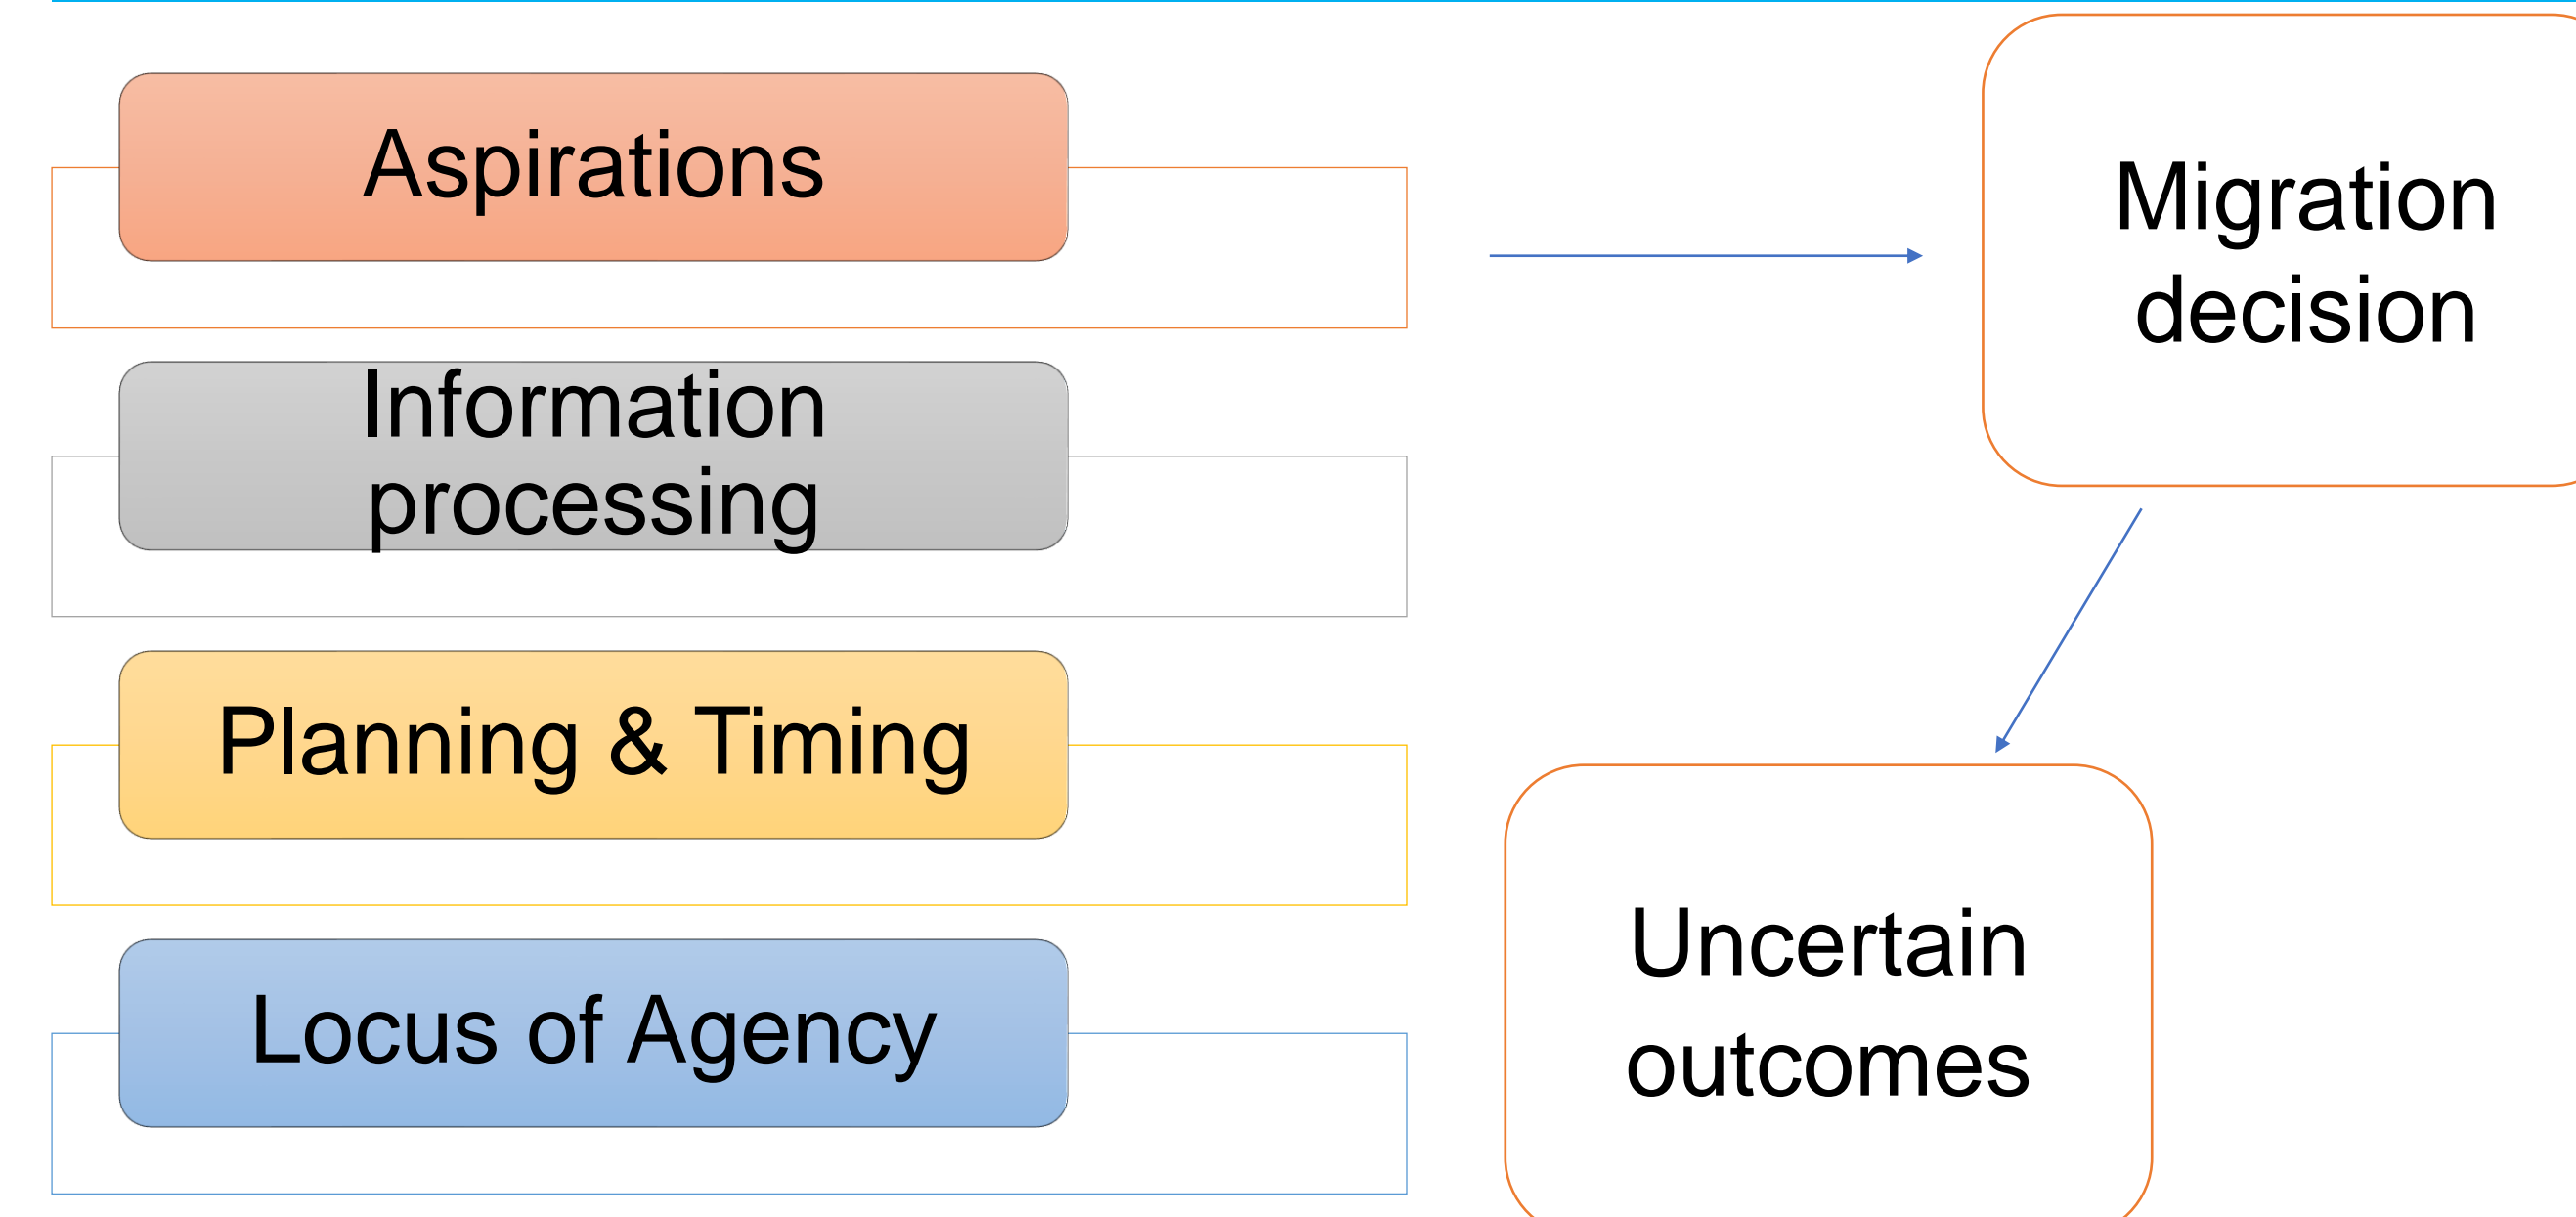 Aspirations
Information
processing
Planning & Timing
Locus of Agency
Migration
decision
Uncertain
outcomes